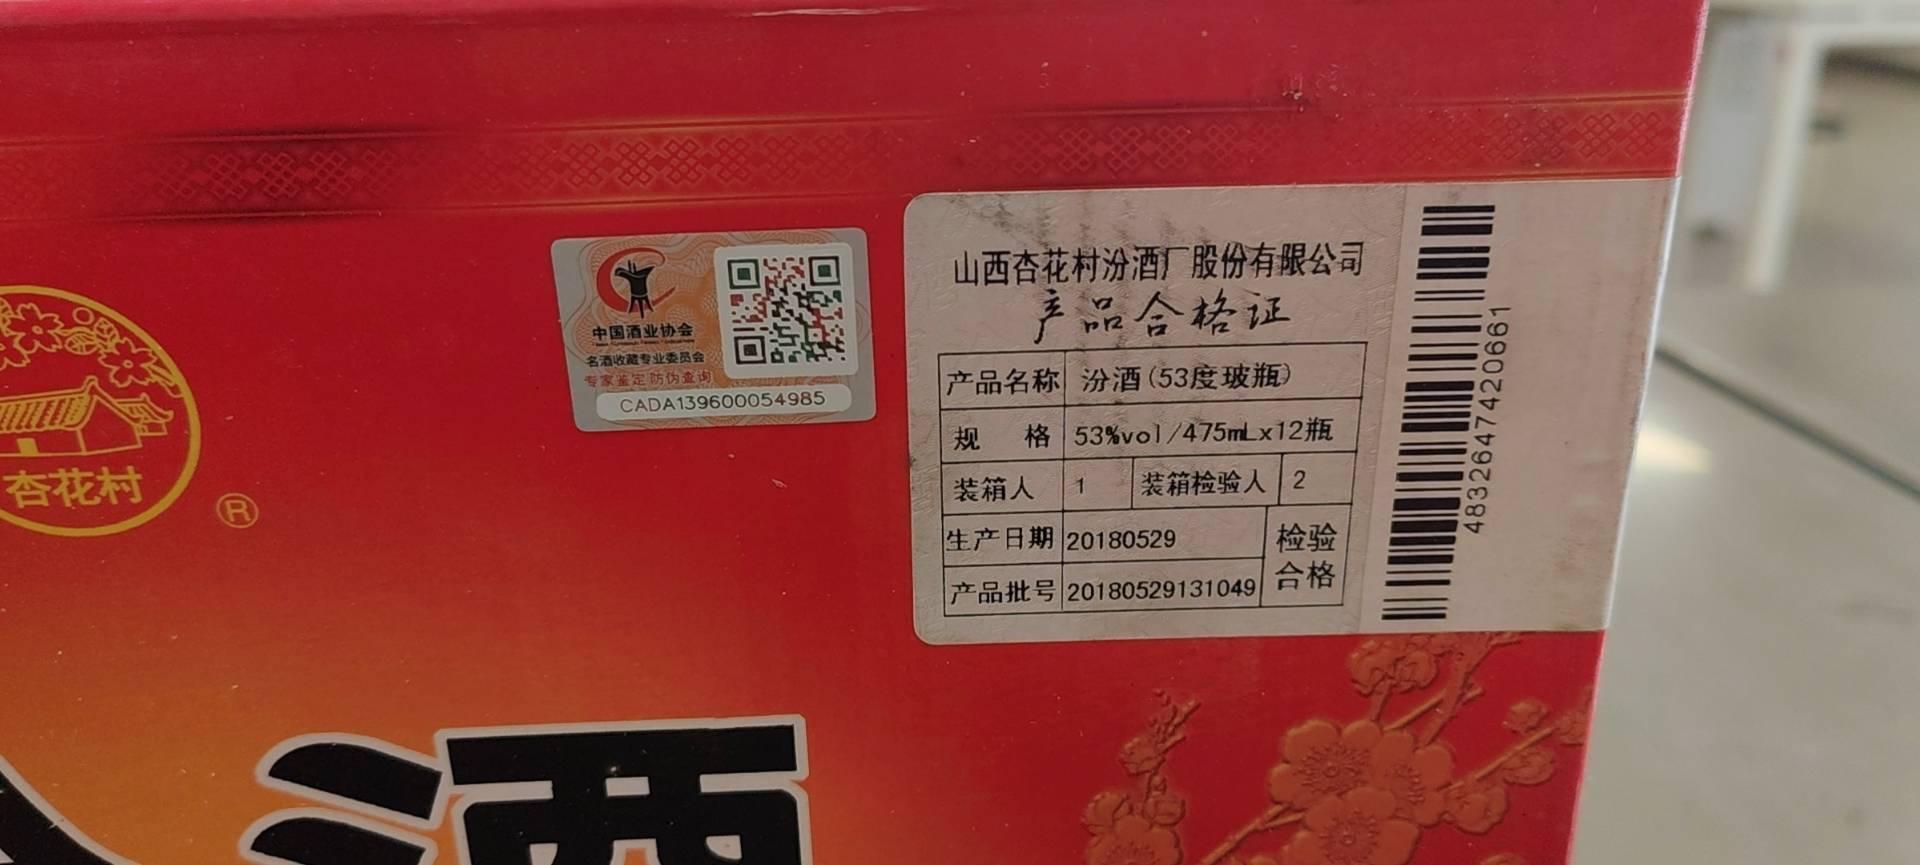 杏花村
®
中国酒业协会
名酒收藏专业委员会
专家鉴定 防伪查询
CADA139600054985
山西杏花村汾酒厂股份有限公司
产品合格证
产品名称 汾酒(53度玻瓶)
规 格 53%vol/475mLx12瓶
装箱人 1 装箱检验人 2
生产日期 20180529 检验
产品批号 20180529131049 合格
4832647420661
酒